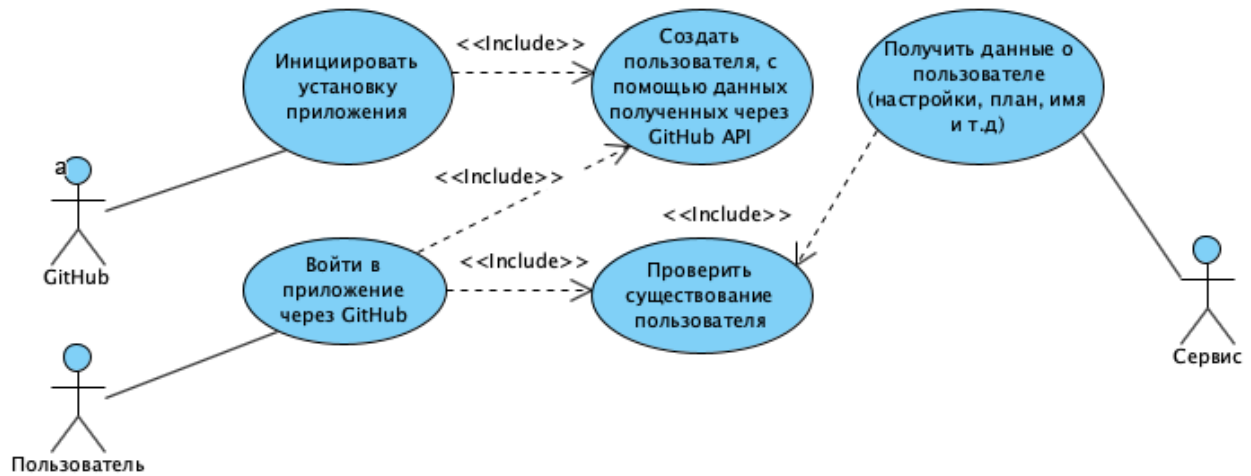 Инициировать
установку
приложения
<<Include>>
Создать
пользователя, с
помощью данных
полученных через
GitHub API
Получить данные о
пользователе
(настройки, план, имя
и т.д)
a
GitHub
<<Include>>
<<Include>>
Войти в
приложение
через GitHub
<<Include>>
Проверить
существование
пользователя
Сервис
Пользователь